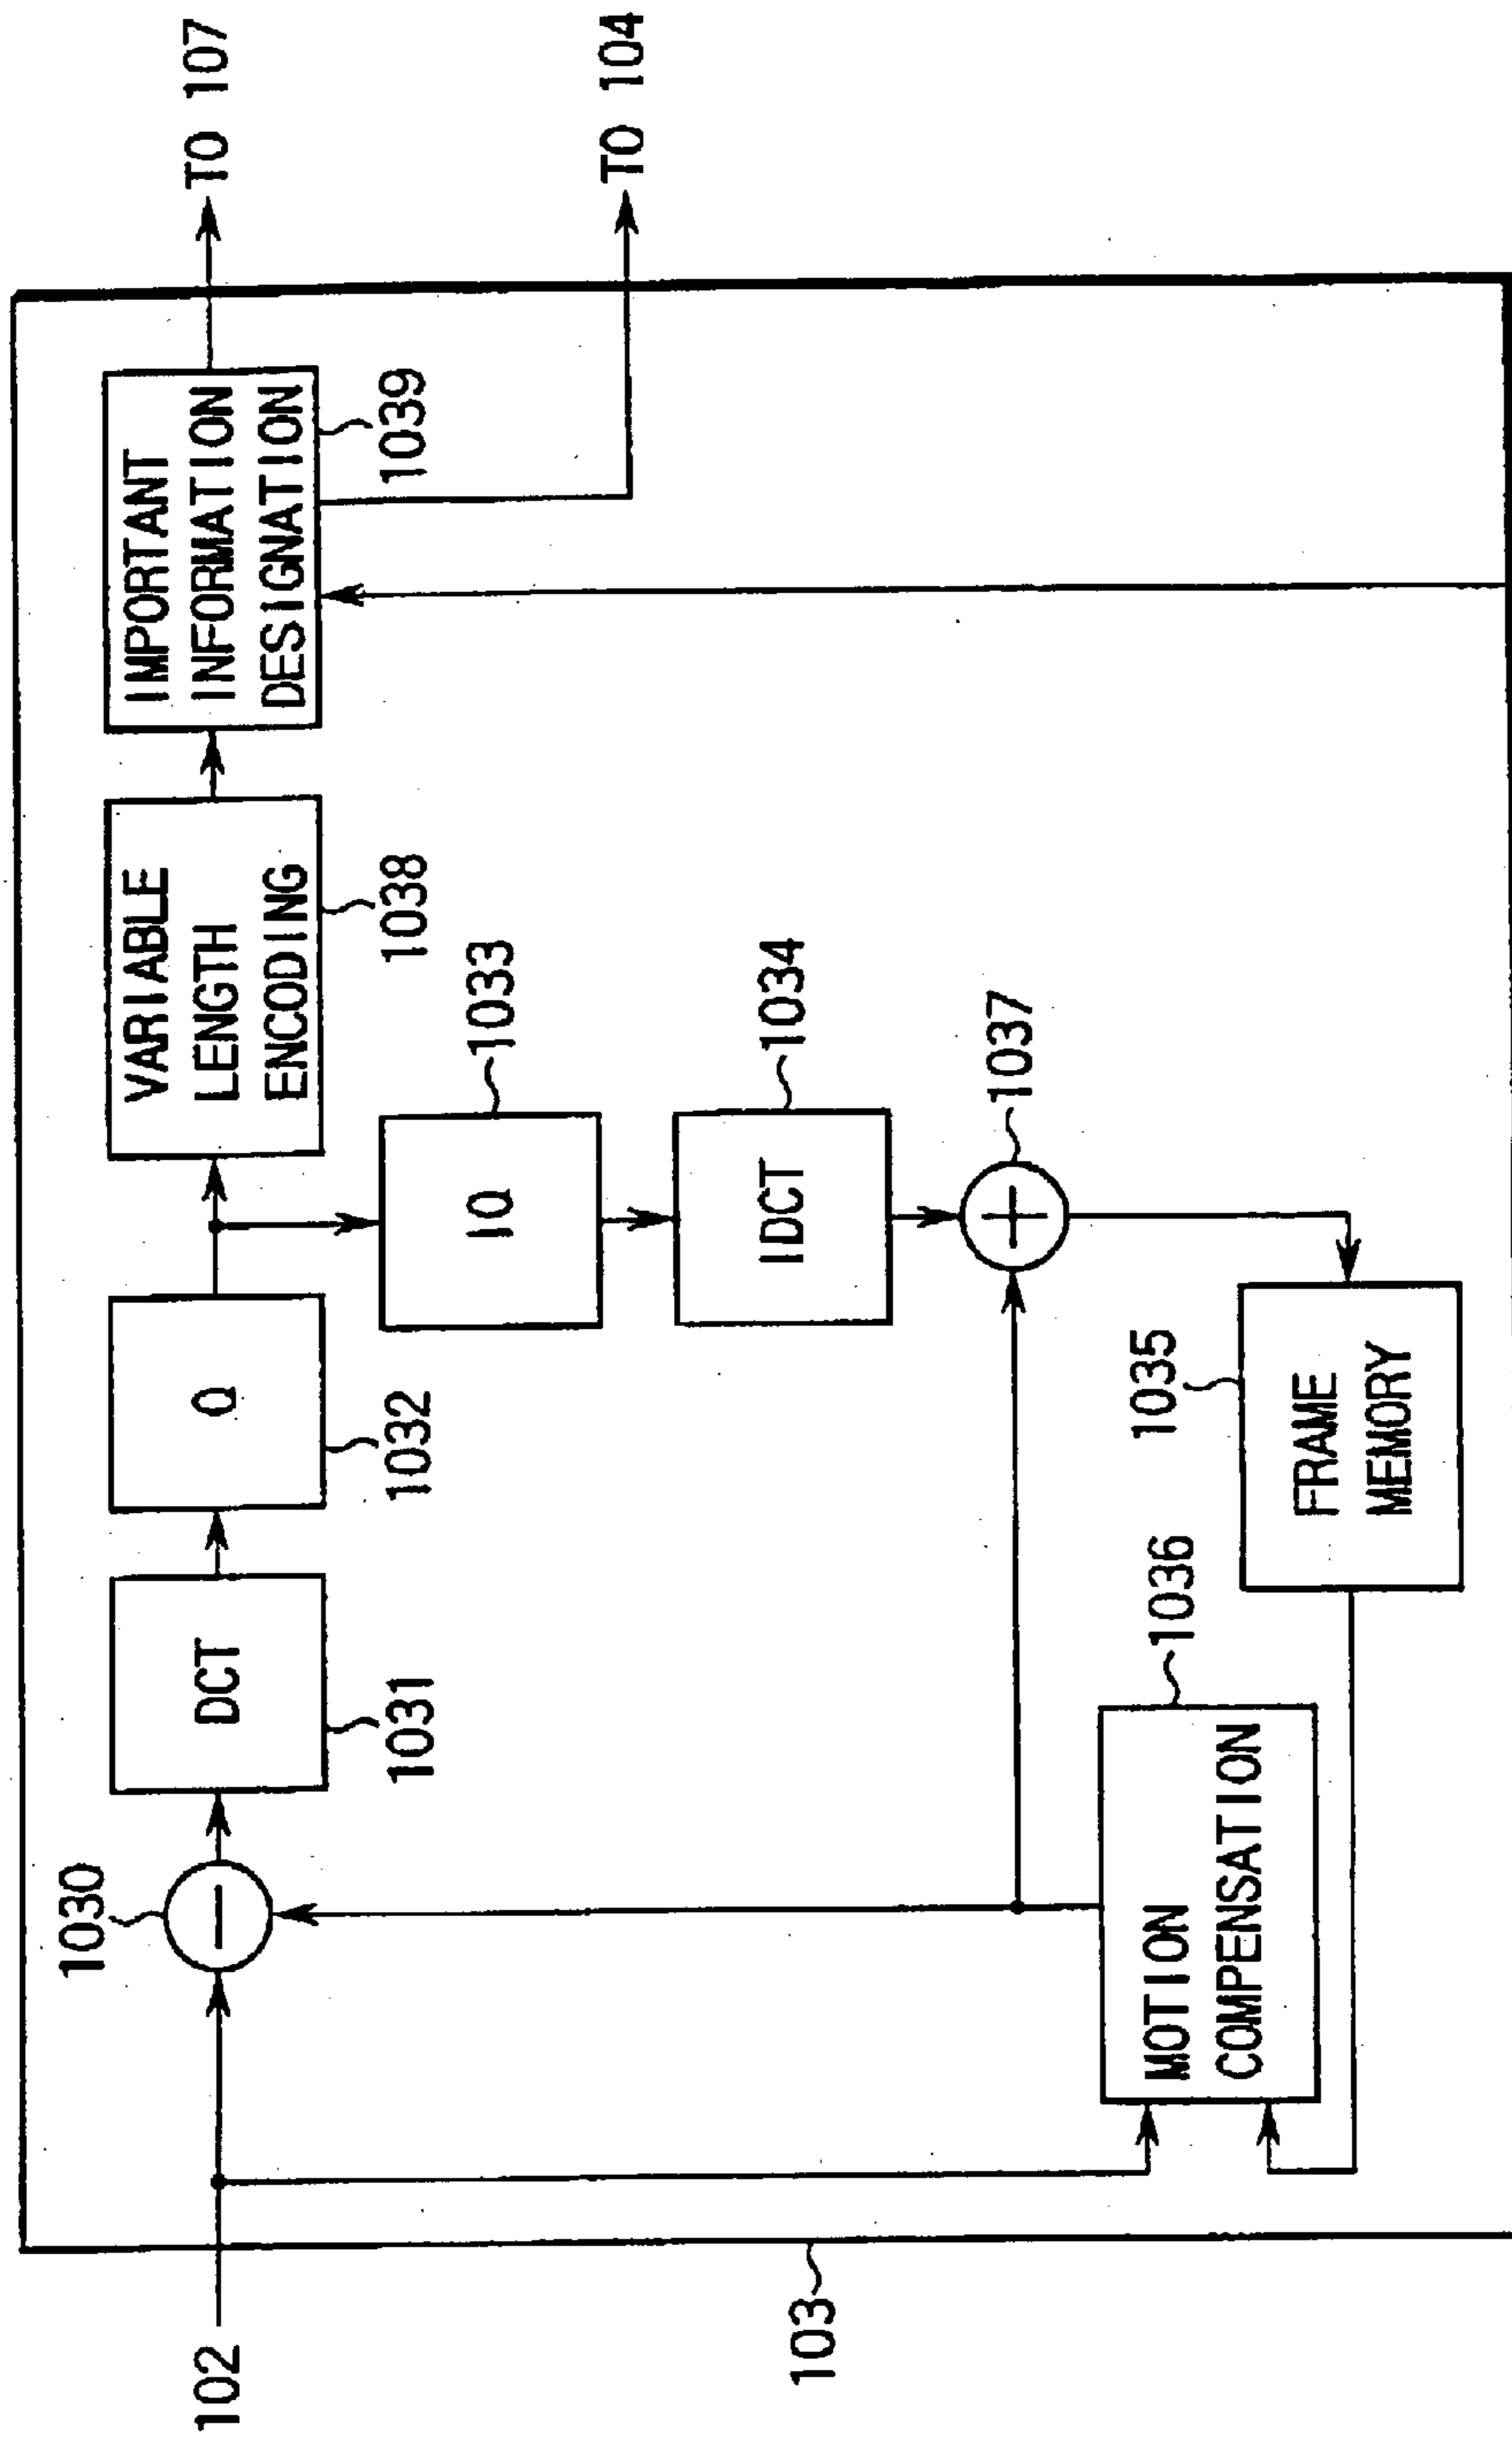 TO 107
TO 104
IMPORTANT
INFORMATION
DESIGNATION
1039
VARIABLE
LENGTH
ENCODING
1038
1033
IQ
1034
IDCT
1037
+
Q
1032
1035
FRAME
MEMORY
DCT
1031
1036
MOTION
COMPENSATION
1030
−
102
103